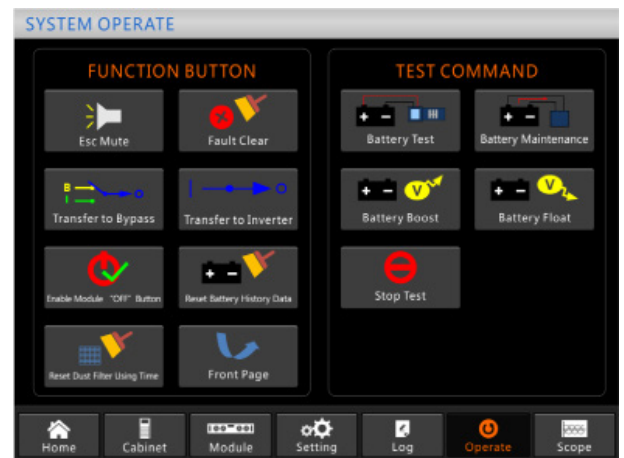 SYSTEM OPERATE
FUNCTION BUTTON
Esc Mute
Fault Clear
B
I
Transfer to Bypass
Transfer to Inverter
Enable Module "OFF" Button
Reset Battery History Data
Reset Dust Filter Using Time
Front Page
TEST COMMAND
Battery Test
Battery Maintenance
V
Battery Boost
V
Battery Float
Stop Test
Home
Cabinet
Module
Setting
Log
Operate
Scope